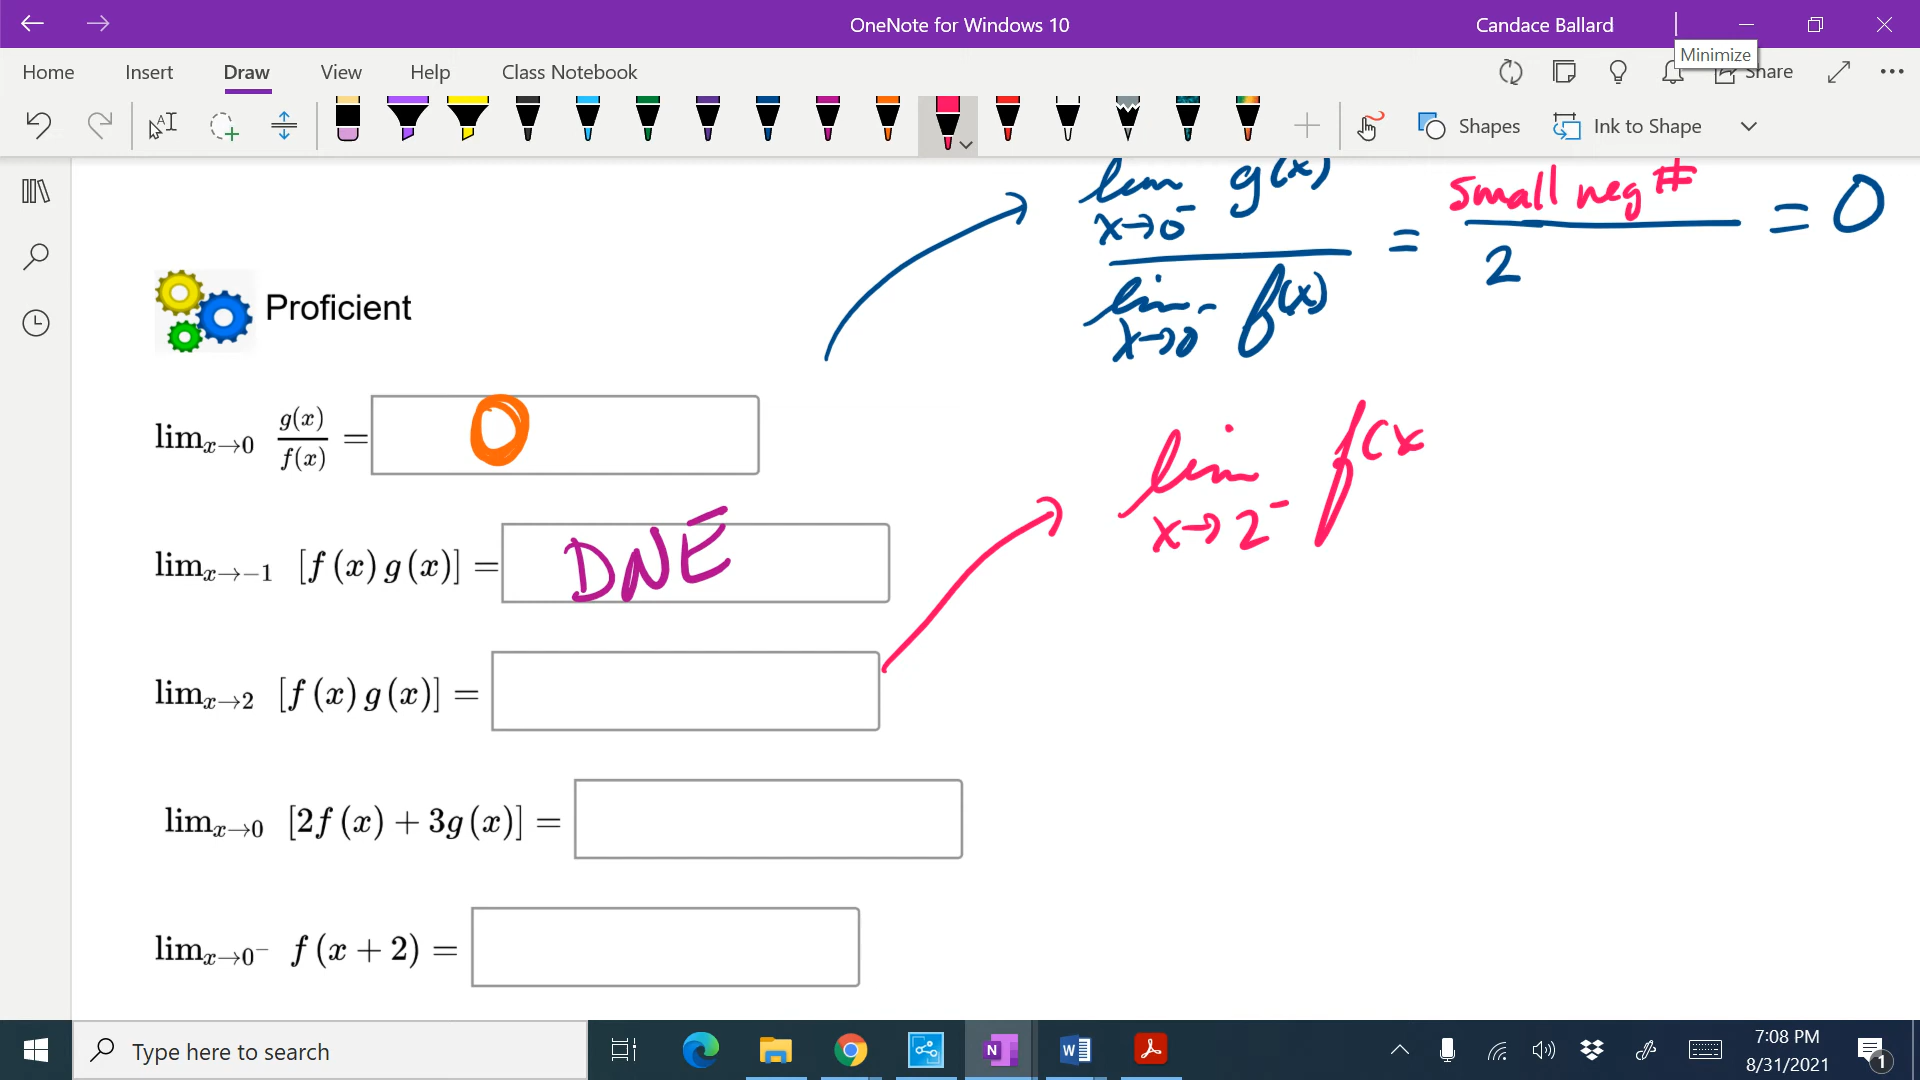 OneNote for Windows 10
Candace Ballard
Minimize
Home Insert Draw View Help Class Notebook
Share
Shapes Ink to Shape
lim x→0⁻ g(x) / lim x→0⁻ f(x) = small neg # / 2 = 0
Proficient
lim x→0 g(x)/f(x) = 0
lim x→2⁻ f(x
lim x→−1 [f(x)g(x)] = DNE
lim x→2 [f(x)g(x)] =
lim x→0 [2f(x) + 3g(x)] =
lim x→0⁻ f(x + 2) =
Type here to search
7:08 PM
8/31/2021
1